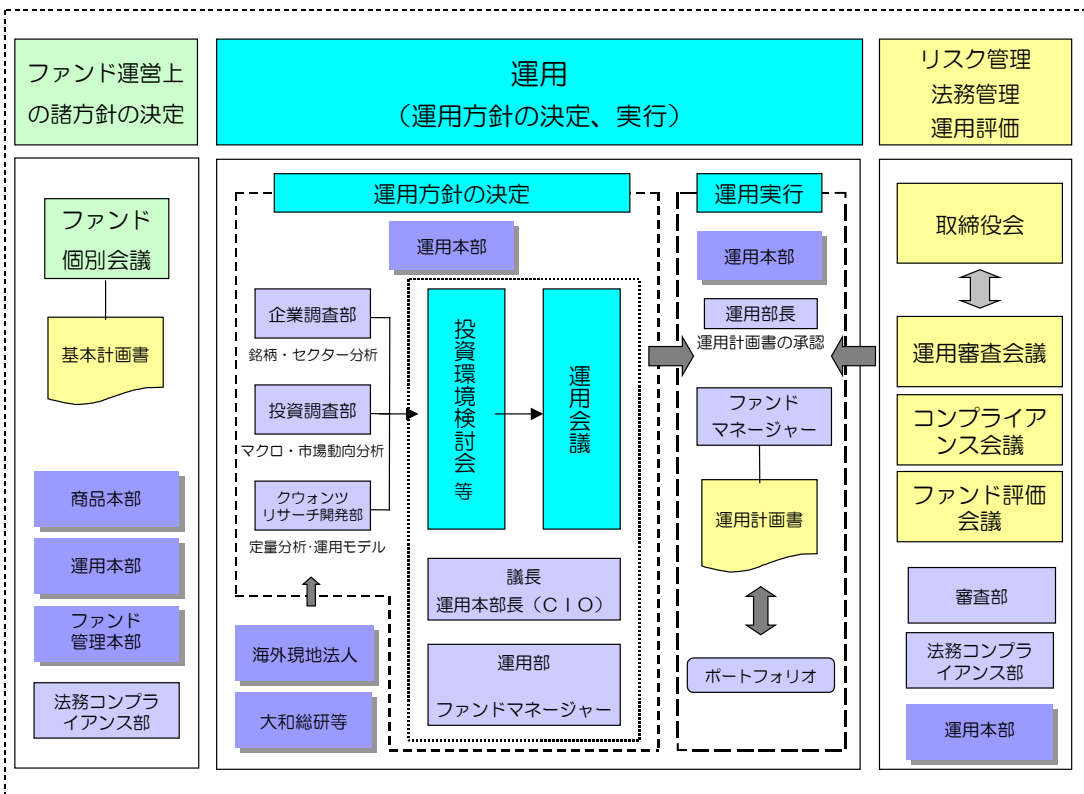 ファンド運営上
の諸方針の決定
運用
(運用方針の決定、実行)
リスク管理
法務管理
運用評価
ファンド
個別会議
基本計画書
商品本部
運用本部
ファンド
管理本部
法務コンプラ
イアンス部
運用方針の決定
運用本部
企業調査部
銘柄・セクター分析
投資調査部
マクロ・市場動向分析
クウォンツ
リサーチ開発部
定量分析・運用モデル
海外現地法人
大和総研等
投資環境検討会等
運用会議
議長
運用本部長(CIO)
運用部
ファンドマネージャー
運用実行
運用本部
運用部長
運用計画書の承認
ファンド
マネージャー
運用計画書
ポートフォリオ
取締役会
運用審査会議
コンプライ
アンス会議
ファンド評価
会議
審査部
法務コンプライ
アンス部
運用本部